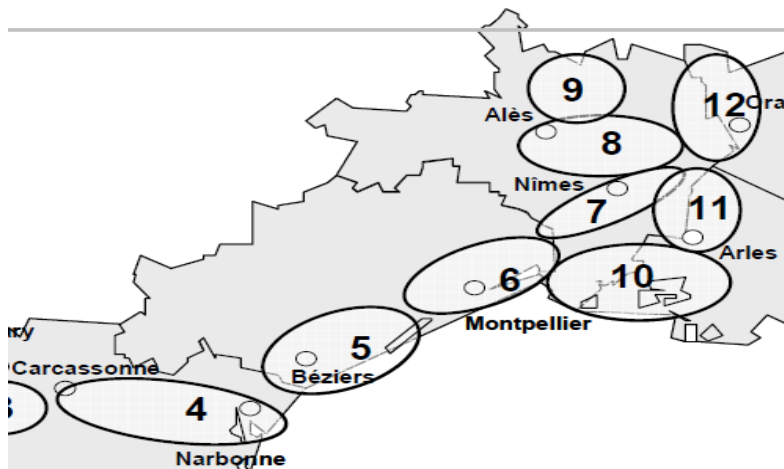 9
12
Alès
8
Nîmes
7
11
Arles
6
10
Montpellier
5
Béziers
Carcassonne
4
Narbonne